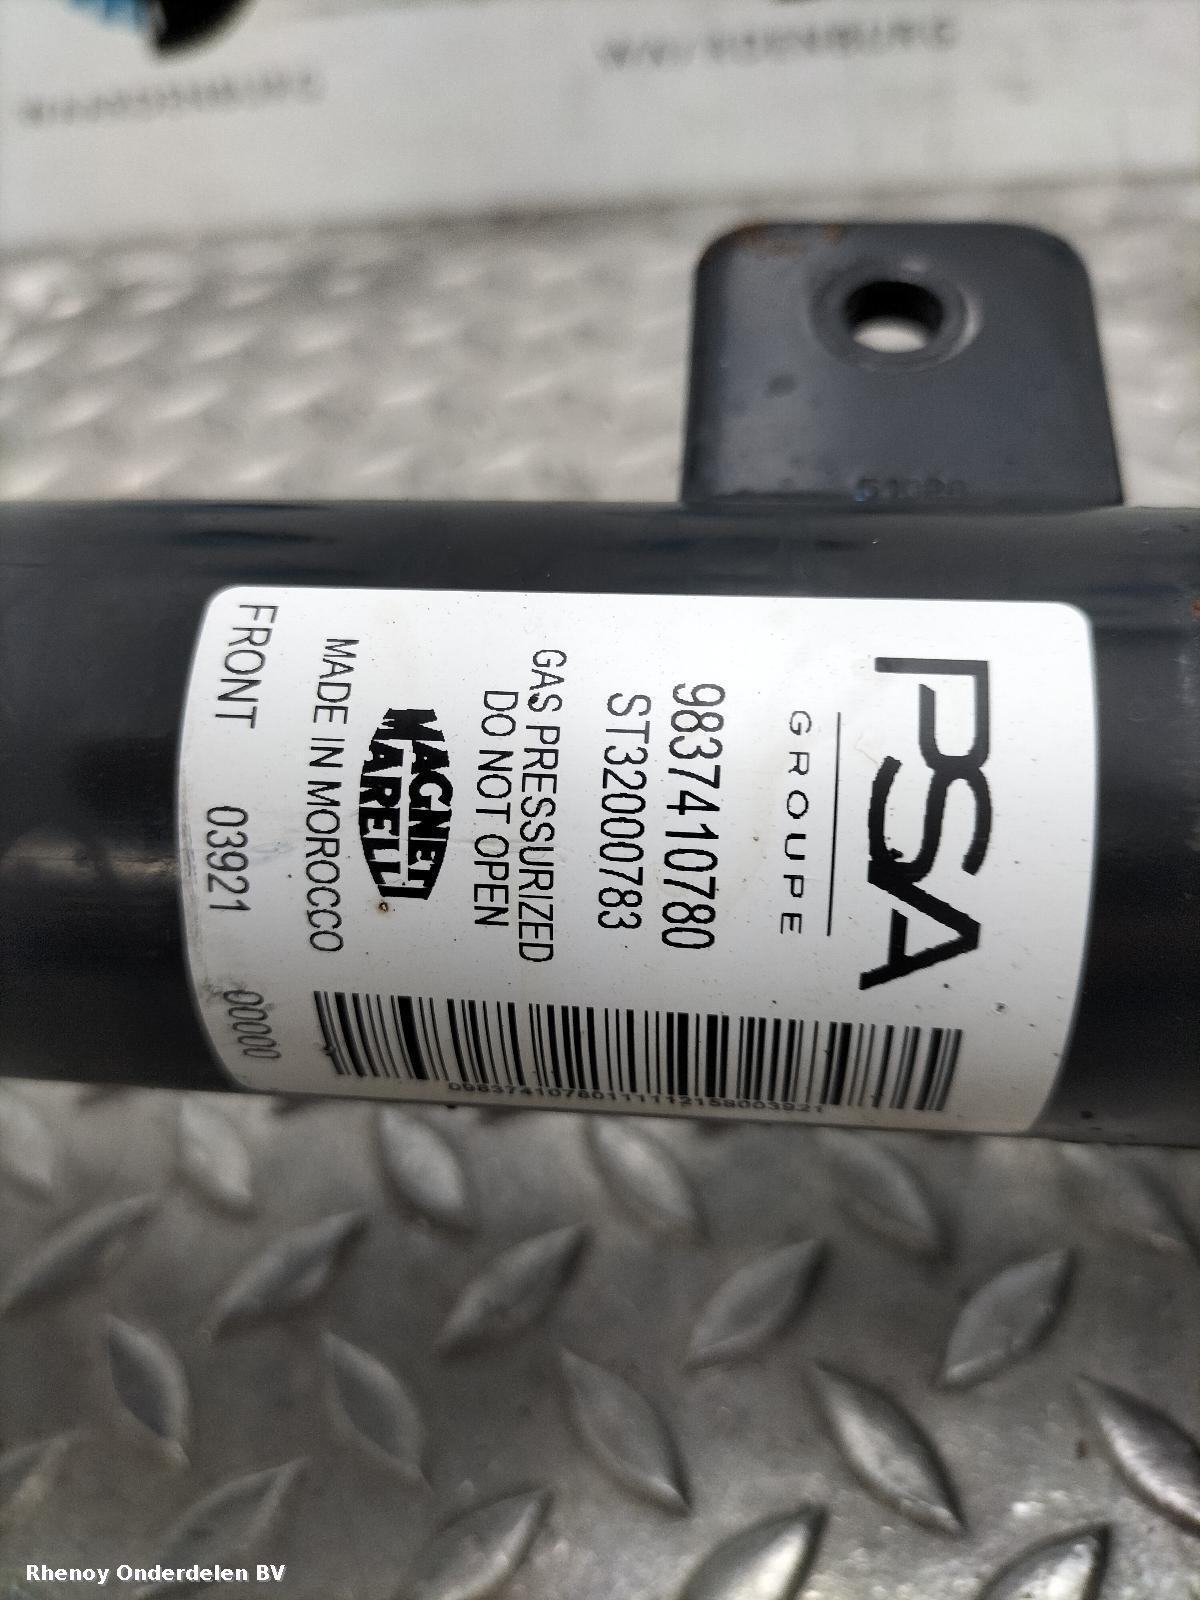 PSA
GROUPE
9837410780
ST3200783
GAS PRESSURIZED
DO NOT OPEN
MAGNETI
MARELLI
MADE IN MOROCCO
FRONT 03921 00000
Rhenoy Onderdelen BV